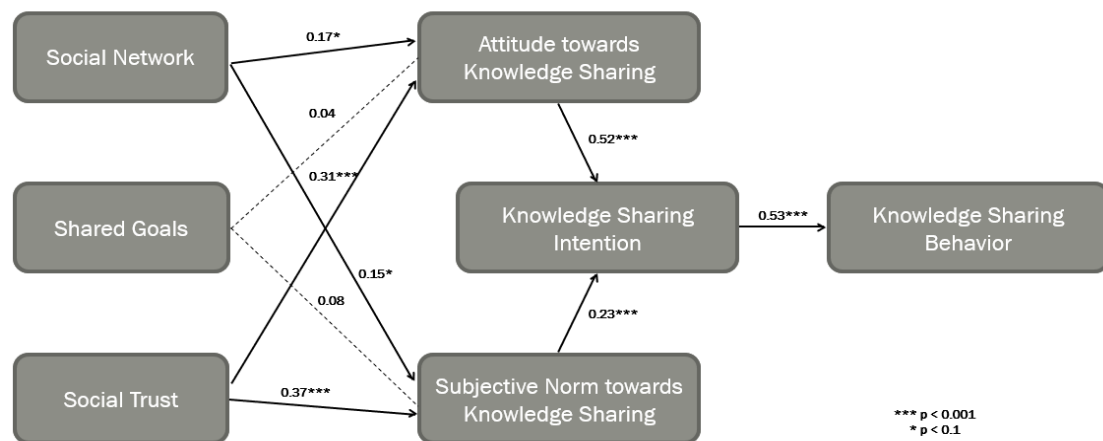 Social Network
0.17*
Attitude towards
Knowledge Sharing
0.04
0.52***
0.31***
Shared Goals
Knowledge Sharing
Intention
0.53***
Knowledge Sharing
Behavior
0.15*
0.08
0.23***
Social Trust
0.37***
Subjective Norm towards
Knowledge Sharing
*** p < 0.001
* p < 0.1